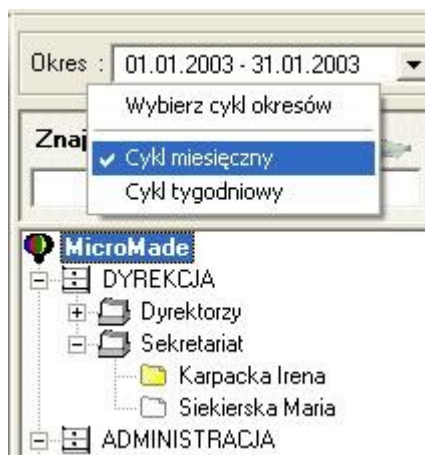 Okres : 01.01.2003 - 31.01.2003
Wybierz cykl okresów
Znaj
Cykl miesięczny
Cykl tygodniowy
MicroMade
DYREKCJA
Dyrektorzy
Sekretariat
Karpacka Irena
Siekierska Maria
ADMINISTRACJA